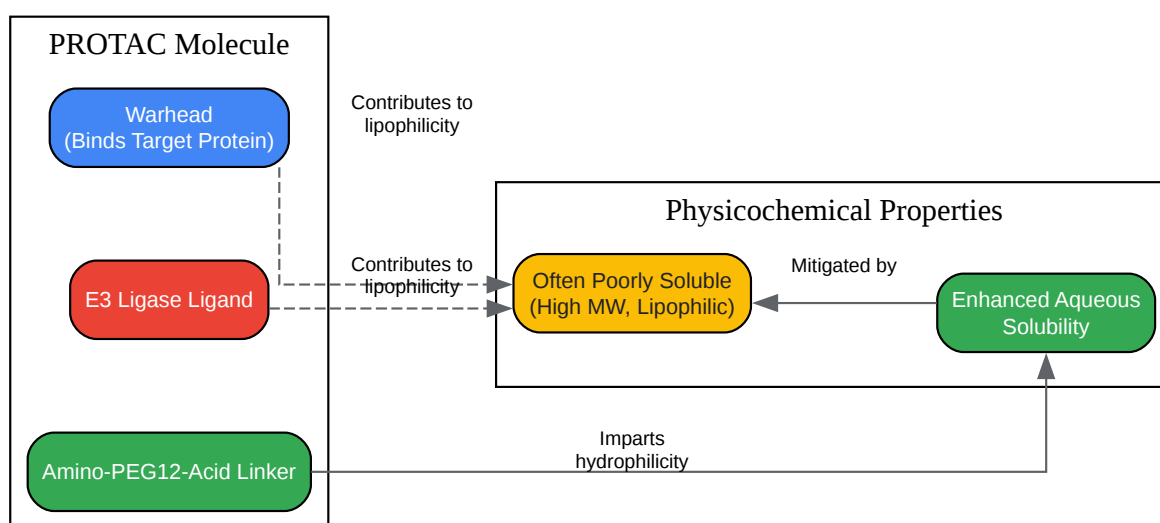 PROTAC Molecule
Warhead
(Binds Target Protein)
Contributes to
lipophilicity
Physicochemical Properties
E3 Ligase Ligand
Contributes to
lipophilicity
Often Poorly Soluble
(High MW, Lipophilic)
Mitigated by
Enhanced Aqueous
Solubility
Amino-PEG12-Acid Linker
Imparts
hydrophilicity